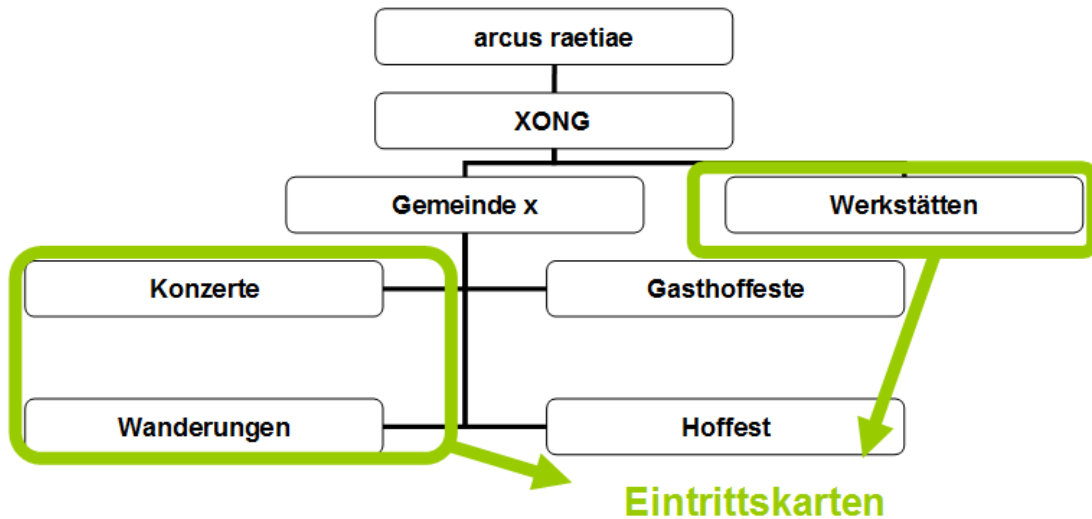 arcus raetiae
XONG
Gemeinde x
Werkstätten
Konzerte
Gasthoffeste
Wanderungen
Hoffest
Eintrittskarten